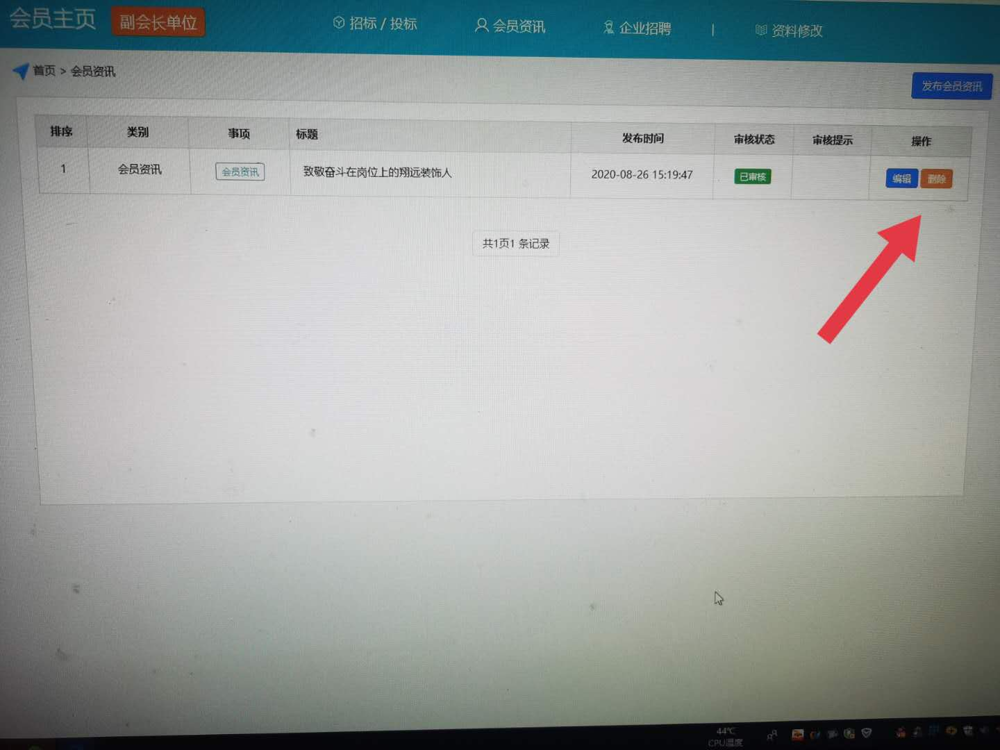 会员主页 副会长单位 招标 / 投标 会员资讯 企业招聘 | 资料修改
首页 > 会员资讯
发布会员资讯
排序 类别 事项 标题 发布时间 审核状态 审核提示 操作
1 会员资讯 会员资讯 致敬奋斗在岗位上的翔远装饰人 2020-08-26 15:19:47 已审核 编辑 删除
共1页1 条记录
44℃
CPU温度